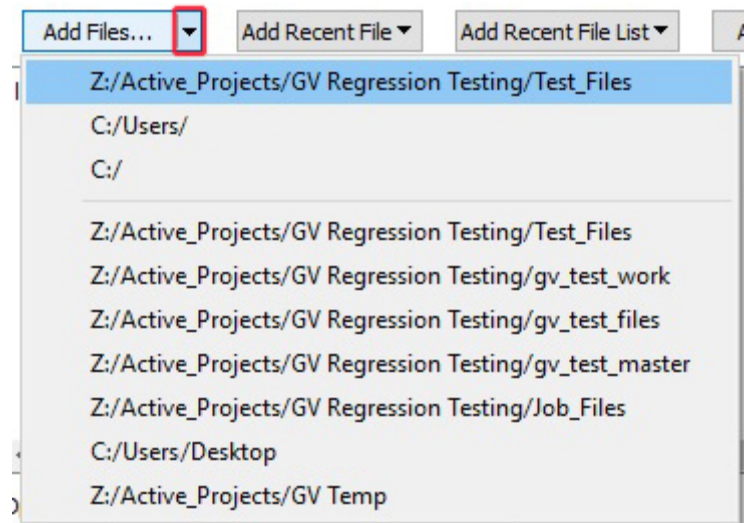 Add Files... Add Recent File Add Recent File List
Z:/Active_Projects/GV Regression Testing/Test_Files
C:/Users/
C:/
Z:/Active_Projects/GV Regression Testing/Test_Files
Z:/Active_Projects/GV Regression Testing/gv_test_work
Z:/Active_Projects/GV Regression Testing/gv_test_files
Z:/Active_Projects/GV Regression Testing/gv_test_master
Z:/Active_Projects/GV Regression Testing/Job_Files
C:/Users/Desktop
Z:/Active_Projects/GV Temp